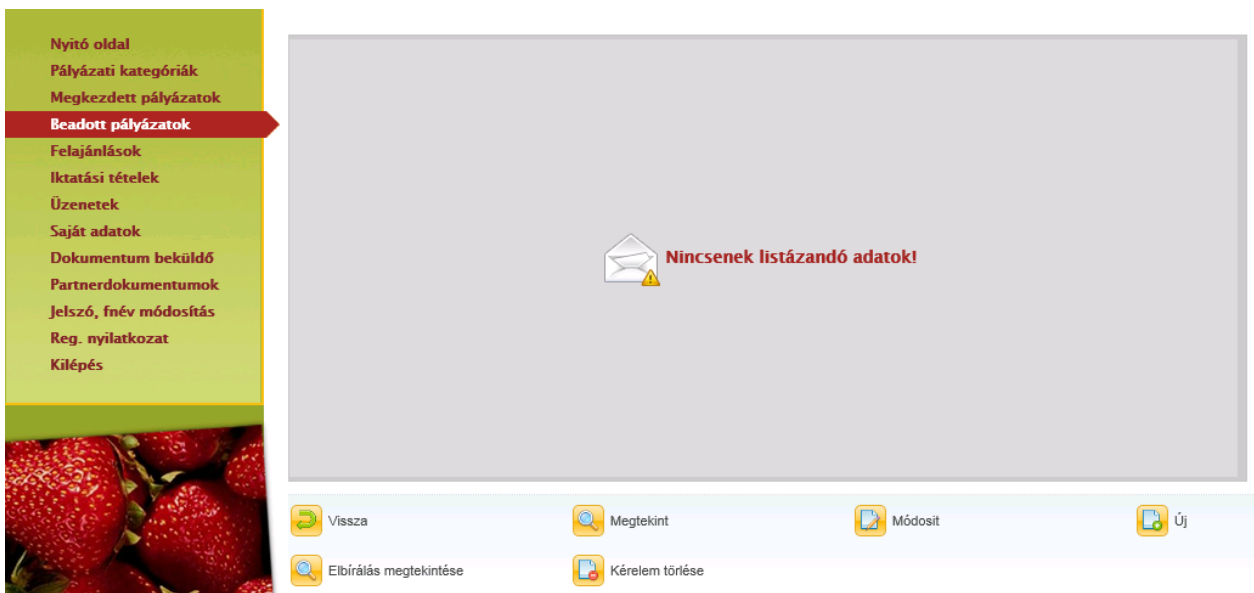 Nyitó oldal
Pályázati kategóriák
Megkezdett pályázatok
Beadott pályázatok
Felajánlások
Iktatási tételek
Üzenetek
Saját adatok
Dokumentum beküldő
Partnerdokumentumok
Jelszó, fnév módosítás
Reg. nyilatkozat
Kilépés
Nincsenek listázandó adatok!
Vissza
Megtekint
Módosit
Új
Elbírálás megtekintése
Kérelem törlése